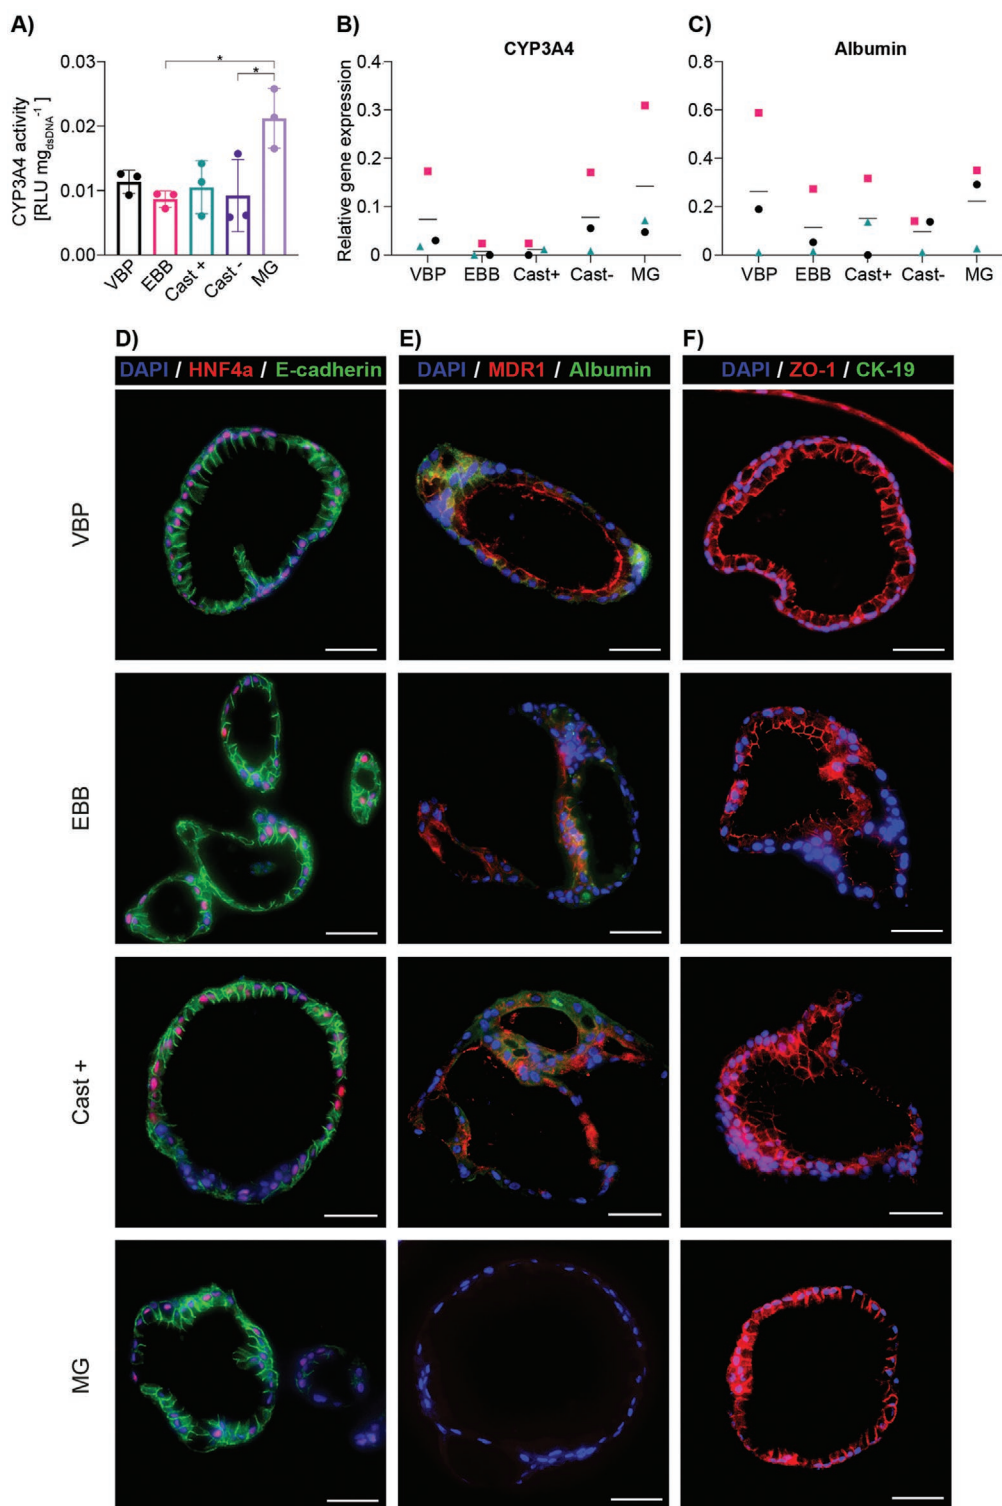 A)
CYP3A4 activity
[RLU mg_dsDNA^-1]
0.03
0.02
0.01
0.00
*
*
VBP
EBB
Cast +
Cast -
MG
B)
CYP3A4
Relative gene expression
0.4
0.3
0.2
0.1
0
VBP EBB Cast+ Cast- MG
C)
Albumin
0.8
0.6
0.4
0.2
0.0
VBP EBB Cast+ Cast- MG
D)
DAPI / HNF4a / E-cadherin
E)
DAPI / MDR1 / Albumin
F)
DAPI / ZO-1 / CK-19
VBP
EBB
Cast +
MG